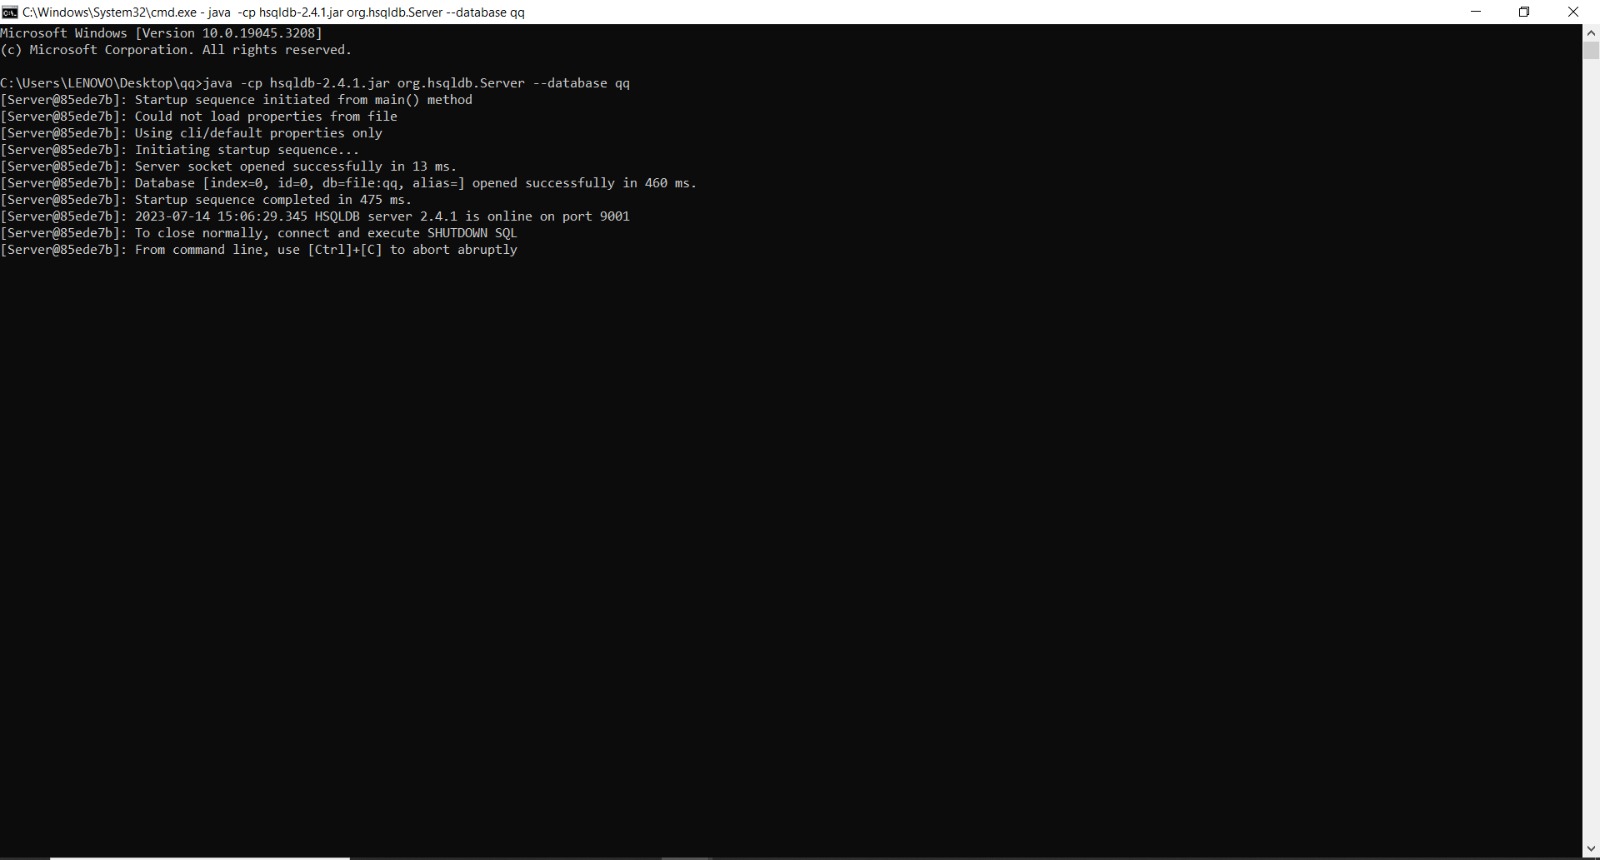 C:\Windows\System32\cmd.exe - java  -cp hsqldb-2.4.1.jar org.hsqldb.Server --database qq
Microsoft Windows [Version 10.0.19045.3208]
(c) Microsoft Corporation. All rights reserved.
C:\Users\LENOVO\Desktop\qq>java -cp hsqldb-2.4.1.jar org.hsqldb.Server --database qq
[Server@85ede7b]: Startup sequence initiated from main() method
[Server@85ede7b]: Could not load properties from file
[Server@85ede7b]: Using cli/default properties only
[Server@85ede7b]: Initiating startup sequence...
[Server@85ede7b]: Server socket opened successfully in 13 ms.
[Server@85ede7b]: Database [index=0, id=0, db=file:qq, alias=] opened successfully in 460 ms.
[Server@85ede7b]: Startup sequence completed in 475 ms.
[Server@85ede7b]: 2023-07-14 15:06:29.345 HSQLDB server 2.4.1 is online on port 9001
[Server@85ede7b]: To close normally, connect and execute SHUTDOWN SQL
[Server@85ede7b]: From command line, use [Ctrl]+[C] to abort abruptly